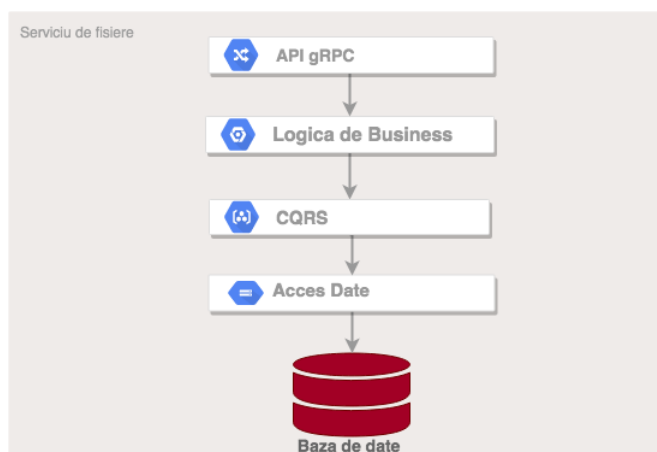 Serviciu de fisiere
API gRPC
Logica de Business
CQRS
Acces Date
Baza de date